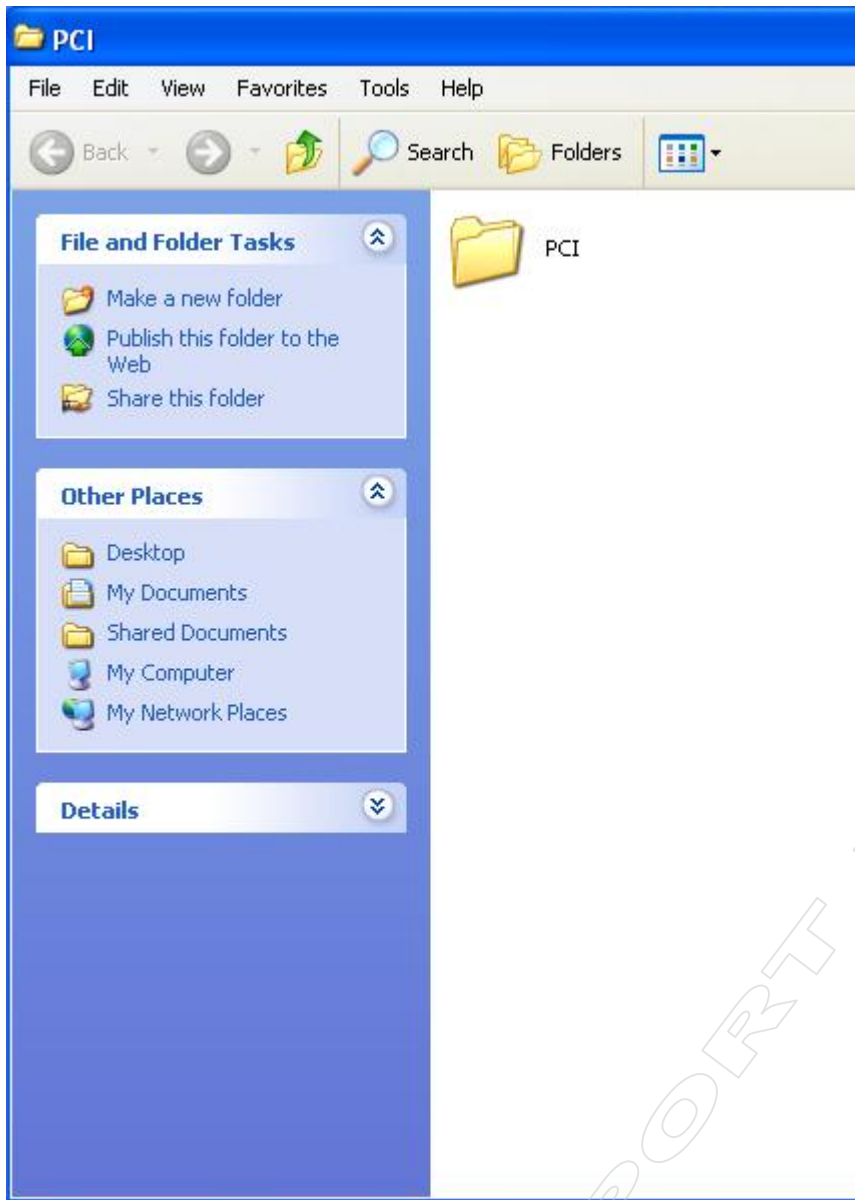 PCI
File Edit View Favorites Tools Help
Back Search Folders
File and Folder Tasks
Make a new folder
Publish this folder to the
Web
Share this folder
Other Places
Desktop
My Documents
Shared Documents
My Computer
My Network Places
Details
PCI